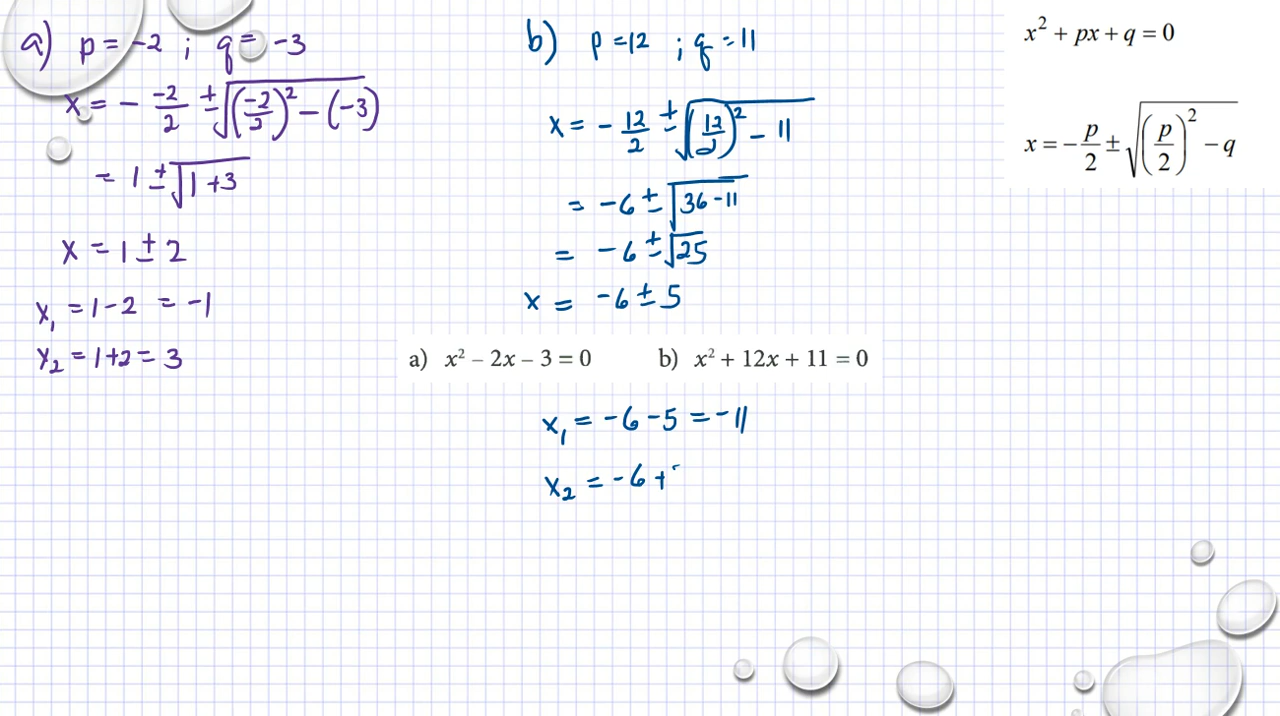 a) p = -2 ; q = -3
x = - -2/2 ± √((-2/2)² - (-3))
= 1 ± √(1+3)
x = 1 ± 2
x₁ = 1 - 2 = -1
x₂ = 1+2 = 3
b) p = 12 ; q = 11
x = - 12/2 ± √((12/2)² - 11)
= -6 ± √(36-11)
= -6 ± √25
x = -6 ± 5
a) x² − 2x − 3 = 0
b) x² + 12x + 11 = 0
x₁ = -6 - 5 = -11
x₂ = -6 +
x² + px + q = 0
x = −p/2 ± √((p/2)² − q)